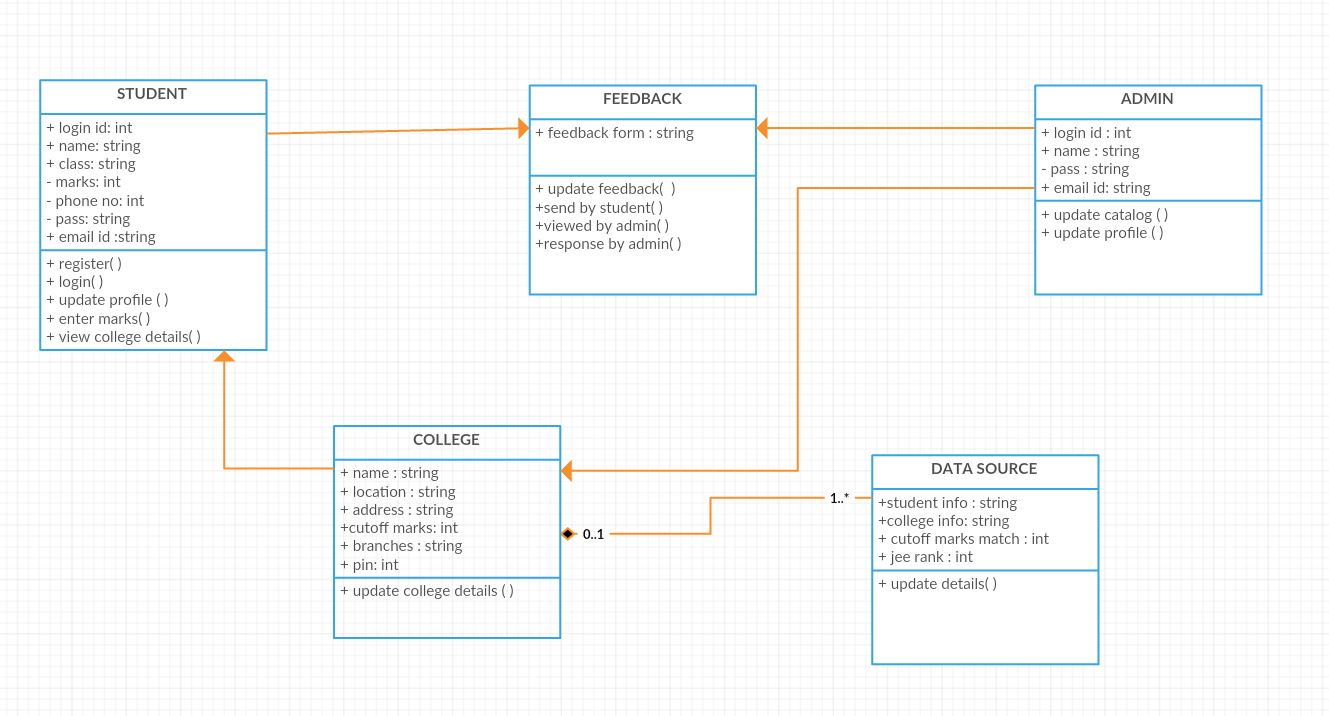 STUDENT
+ login id: int
+ name: string
+ class: string
- marks: int
- phone no: int
- pass: string
+ email id :string
+ register( )
+ login( )
+ update profile ( )
+ enter marks( )
+ view college details( )
FEEDBACK
+ feedback form : string
+ update feedback(  )
+send by student( )
+viewed by admin( )
+response by admin( )
ADMIN
+ login id : int
+ name : string
- pass : string
+ email id: string
+ update catalog ( )
+ update profile ( )
COLLEGE
+ name : string
+ location : string
+ address : string
+cutoff marks: int
+ branches : string
+ pin: int
+ update college details ( )
0..1
1..*
DATA SOURCE
+student info : string
+college info: string
+ cutoff marks match : int
+ jee rank : int
+ update details( )